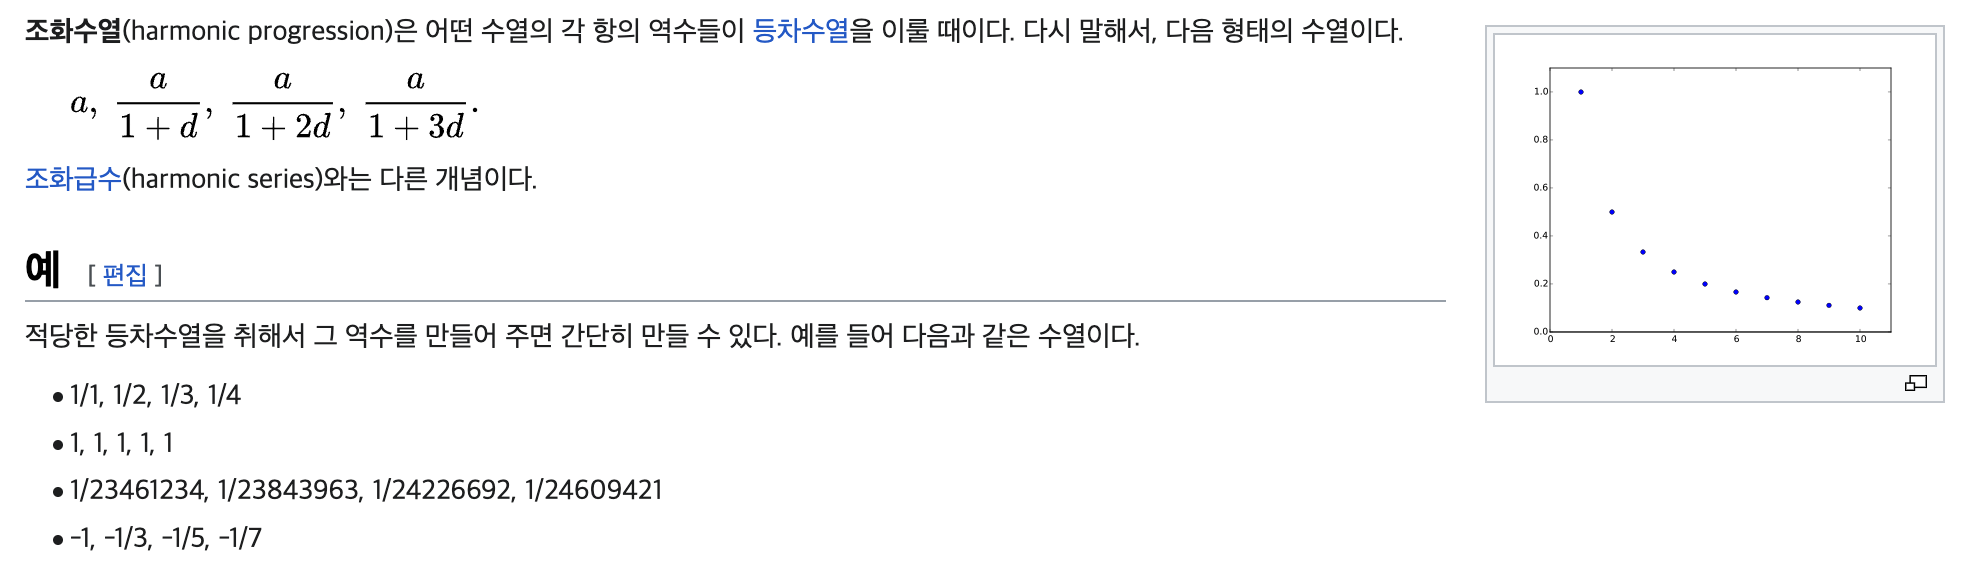 조화수열(harmonic progression)은 어떤 수열의 각 항의 역수들이 등차수열을 이룰 때이다. 다시 말해서, 다음 형태의 수열이다.
a, a/(1 + d), a/(1 + 2d), a/(1 + 3d).
조화급수(harmonic series)와는 다른 개념이다.
예 [ 편집 ]
적당한 등차수열을 취해서 그 역수를 만들어 주면 간단히 만들 수 있다. 예를 들어 다음과 같은 수열이다.
• 1/1, 1/2, 1/3, 1/4
• 1, 1, 1, 1, 1
• 1/23461234, 1/23843963, 1/24226692, 1/24609421
• -1, -1/3, -1/5, -1/7
1.0
0.8
0.6
0.4
0.2
0.0
0 2 4 6 8 10